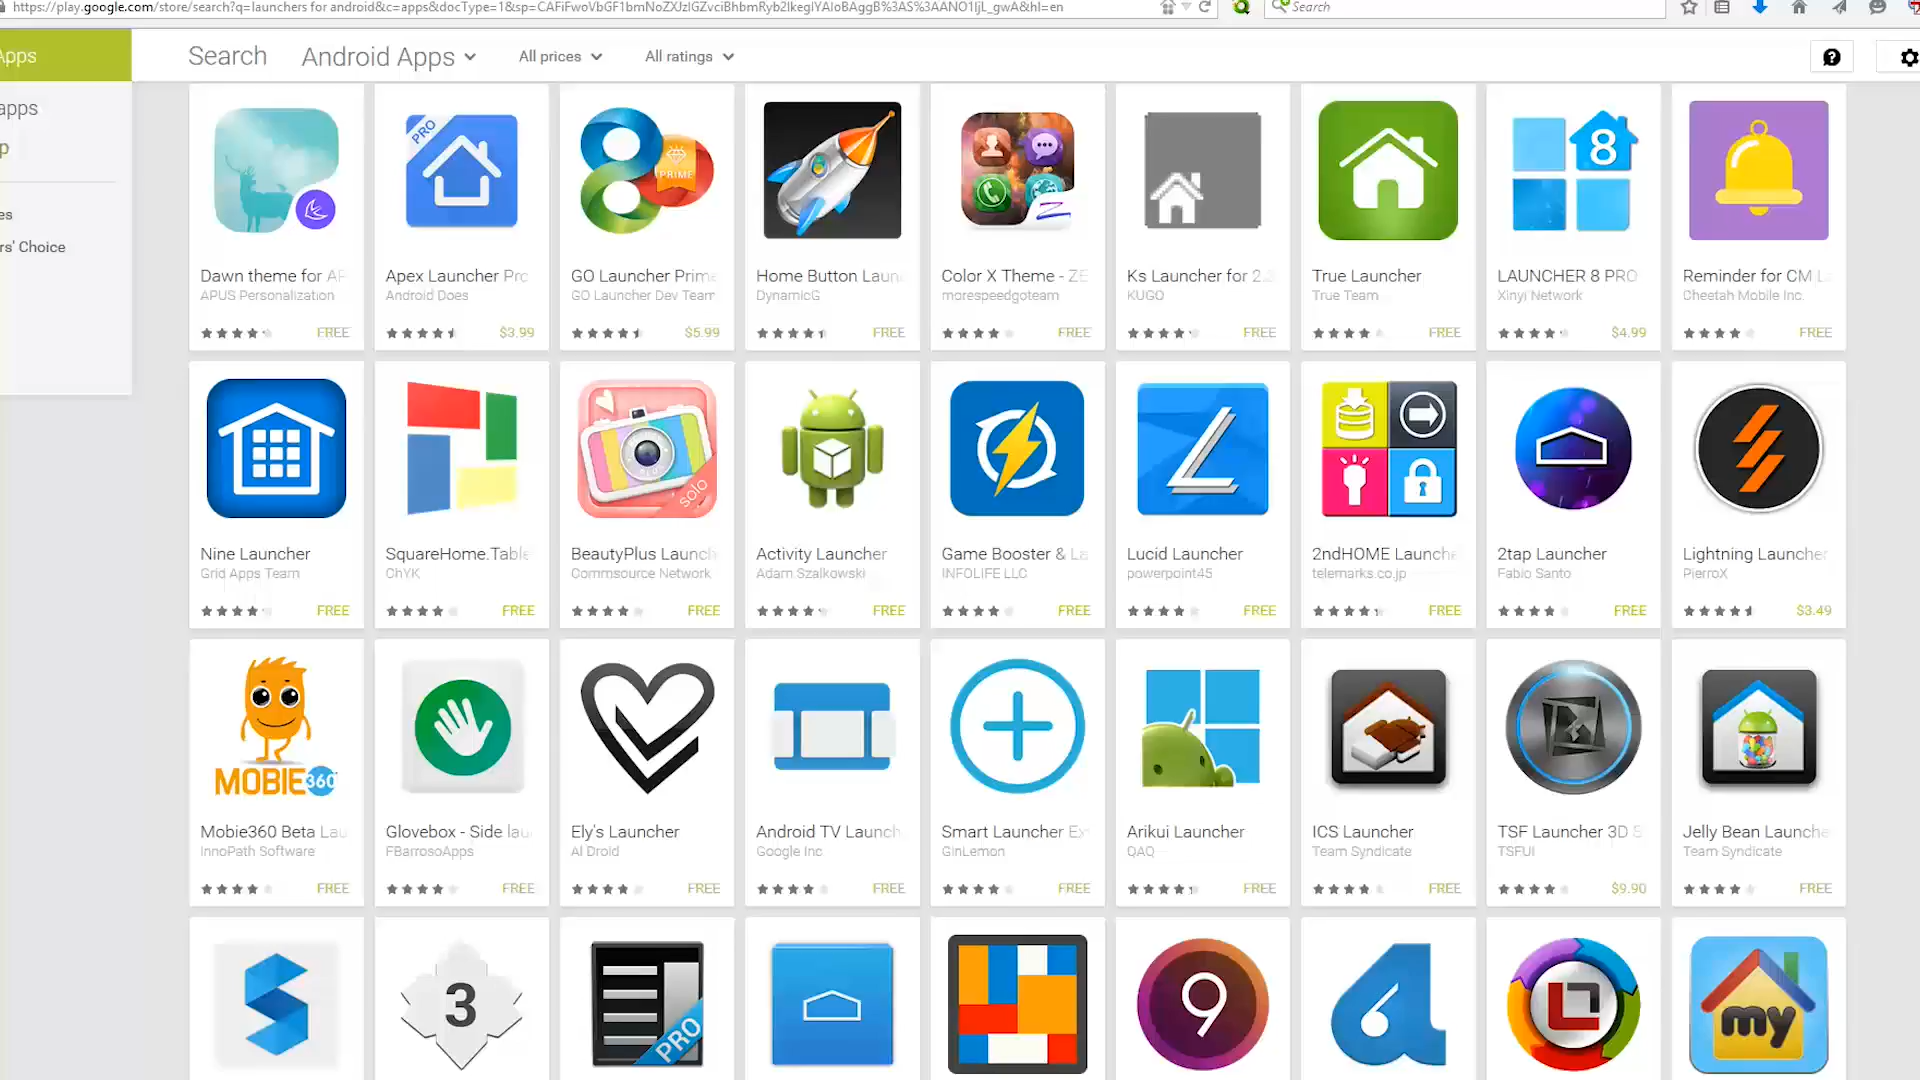 https://play.google.com/store/search?q=launchers for android&c=apps&docType=1&sp=CAFiFwoVbGF1bmNoZXJzIGZvciBhbmRyb2lkegIYAIoBAggB%3AS%3AANO1ljL_gwA&hl=en
Search
Apps
Search
Android Apps
All prices
All ratings
apps
p
es
rs' Choice
PRO
PRIME
8
Dawn theme for AP
Apex Launcher Pro
GO Launcher Prime
Home Button Laun
Color X Theme - ZE
Ks Launcher for 2.
True Launcher
LAUNCHER 8 PRO
Reminder for CM L
APUS Personalization
Android Does
GO Launcher Dev Team
DynamicG
morespeedgoteam
KUGO
True Team
Xinyi Network
Cheetah Mobile Inc.
FREE
$3.99
$5.99
FREE
FREE
FREE
FREE
$4.99
FREE
solo
Nine Launcher
SquareHome.Table
BeautyPlus Launch
Activity Launcher
Game Booster & La
Lucid Launcher
2ndHOME Launche
2tap Launcher
Lightning Launcher
Grid Apps Team
ChYK
Commsource Network
Adam Szalkowski
INFOLIFE LLC
powerpoint45
telemarks.co.jp
Fabio Santo
PierroX
FREE
FREE
FREE
FREE
FREE
FREE
FREE
FREE
$3.49
MOBIE360°
Mobie360 Beta Lau
Glovebox - Side lau
Ely's Launcher
Android TV Launch
Smart Launcher Ex
Arikui Launcher
ICS Launcher
TSF Launcher 3D S
Jelly Bean Launche
InnoPath Software
FBarrosoApps
Al Droid
Google Inc.
GinLemon
QAQ
Team Syndicate
TSFUI
Team Syndicate
FREE
FREE
FREE
FREE
FREE
FREE
FREE
$9.90
FREE
3
PRO
9
6
my